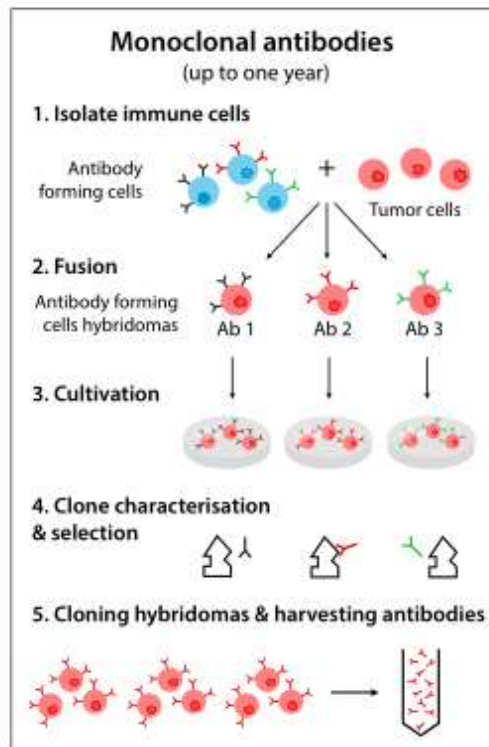 Monoclonal antibodies
(up to one year)
1. Isolate immune cells
Antibody
forming cells
+
Tumor cells
2. Fusion
Antibody forming
cells hybridomas
Ab 1
Ab 2
Ab 3
3. Cultivation
4. Clone characterisation
& selection
5. Cloning hybridomas & harvesting antibodies